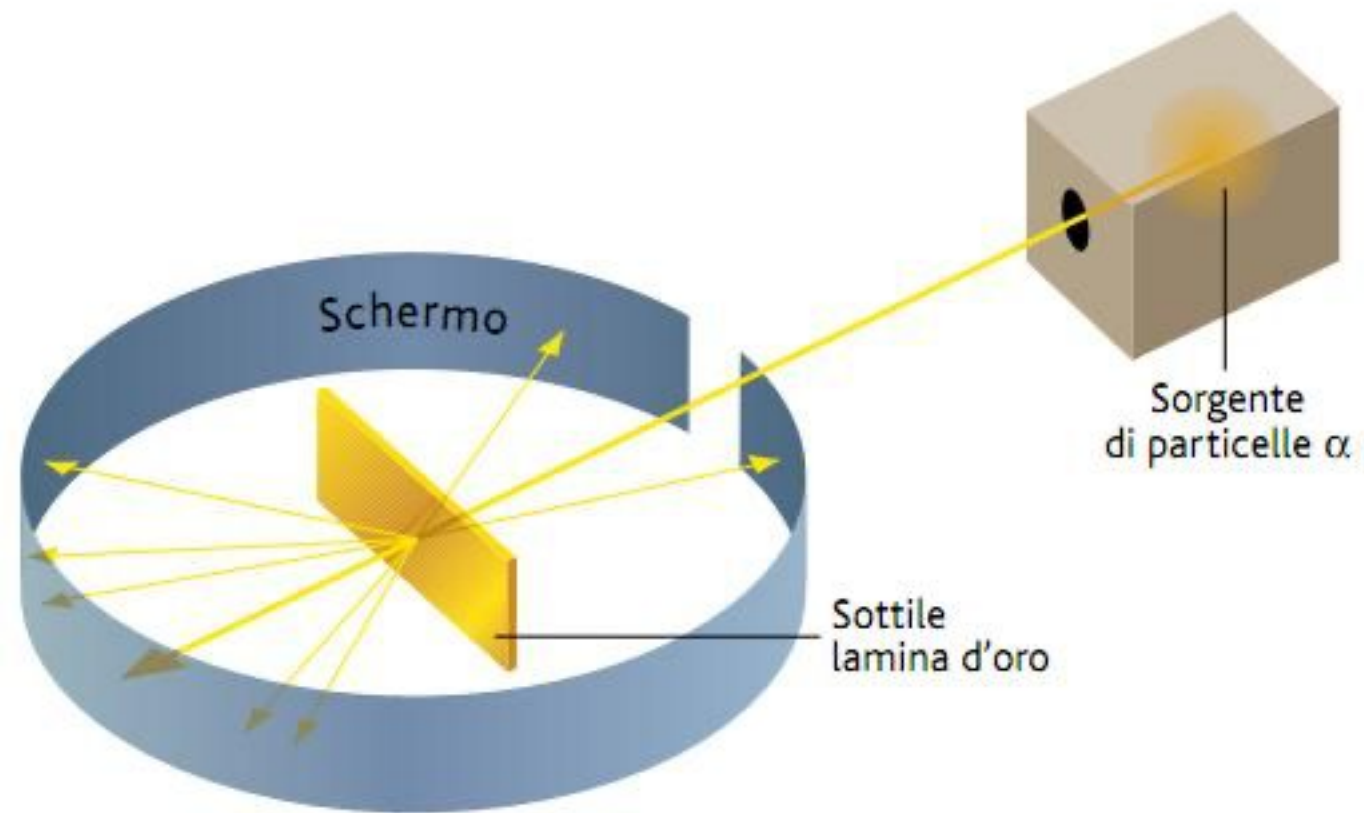 Schermo
Sorgente
di particelle α
Sottile
lamina d'oro